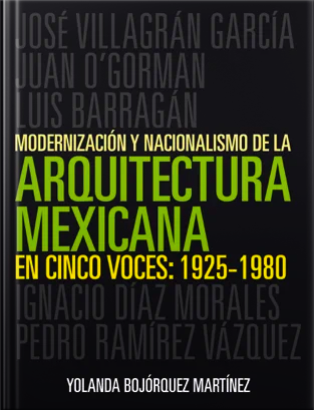 JOSÉ VILLAGRÁN GARCÍA
JUAN O'GORMAN
LUIS BARRAGÁN
MODERNIZACIÓN Y NACIONALISMO DE LA
ARQUITECTURA
MEXICANA
EN CINCO VOCES: 1925-1980
IGNACIO DÍAZ MORALES
PEDRO RAMÍREZ VÁZQUEZ
YOLANDA BOJÓRQUEZ MARTÍNEZ